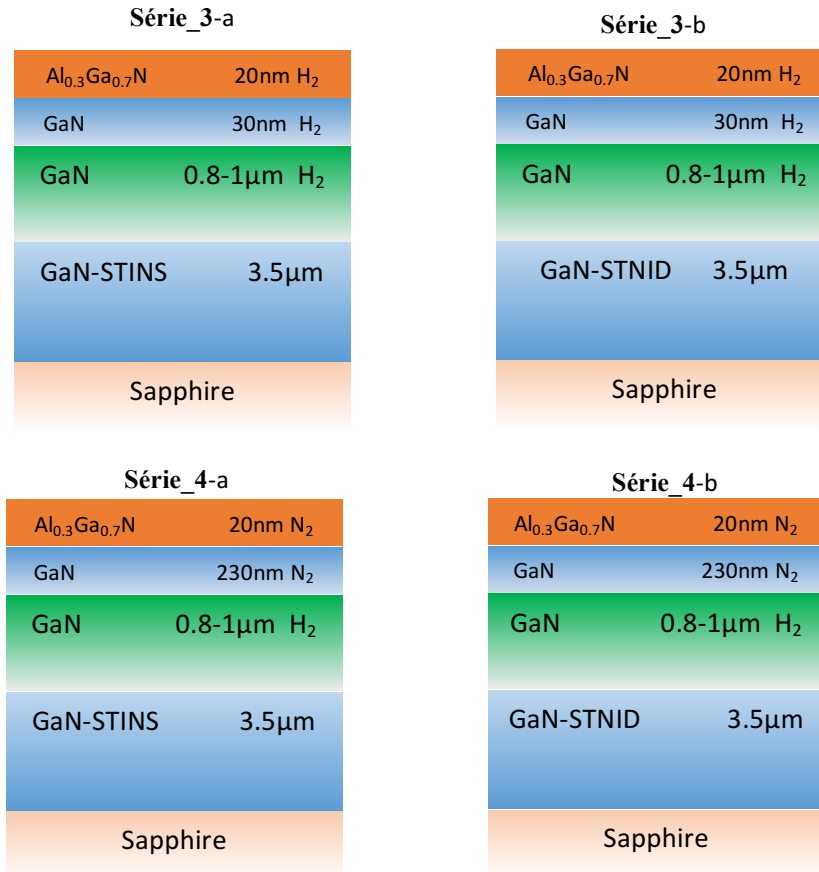 Série_3-a
Al0.3Ga0.7N 20nm H2
GaN 30nm H2
GaN 0.8-1µm H2
GaN-STINS 3.5µm
Sapphire
Série_3-b
Al0.3Ga0.7N 20nm H2
GaN 30nm H2
GaN 0.8-1µm H2
GaN-STNID 3.5µm
Sapphire
Série_4-a
Al0.3Ga0.7N 20nm N2
GaN 230nm N2
GaN 0.8-1µm H2
GaN-STINS 3.5µm
Sapphire
Série_4-b
Al0.3Ga0.7N 20nm N2
GaN 230nm N2
GaN 0.8-1µm H2
GaN-STNID 3.5µm
Sapphire